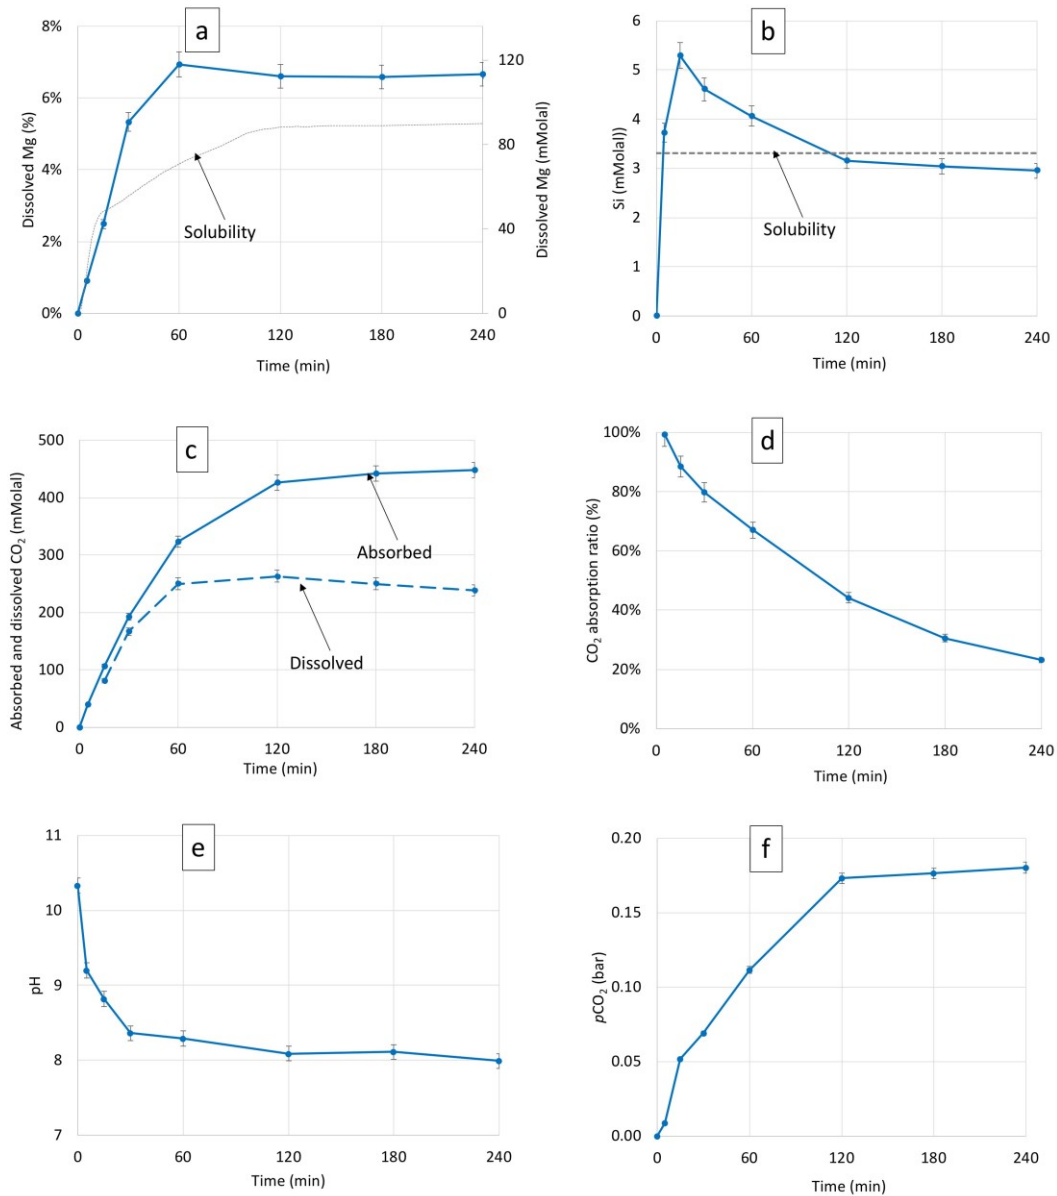 a
8%
6%
4%
2%
0%
Dissolved Mg (%)
120
80
40
0
Dissolved Mg (mMolal)
Solubility
0 60 120 180 240
Time (min)
b
6
5
4
3
2
1
0
Si (mMolal))
Solubility
0 60 120 180 240
Time (min)
c
500
400
300
200
100
0
Absorbed and dissolved CO2 (mMolal)
Absorbed
Dissolved
0 60 120 180 240
Time (min)
d
100%
80%
60%
40%
20%
0%
CO2 absorption ratio (%)
0 60 120 180 240
Time (min)
e
11
10
9
8
7
pH
0 60 120 180 240
Time (min)
f
0.20
0.15
0.10
0.05
0.00
pCO2 (bar)
0 60 120 180 240
Time (min)